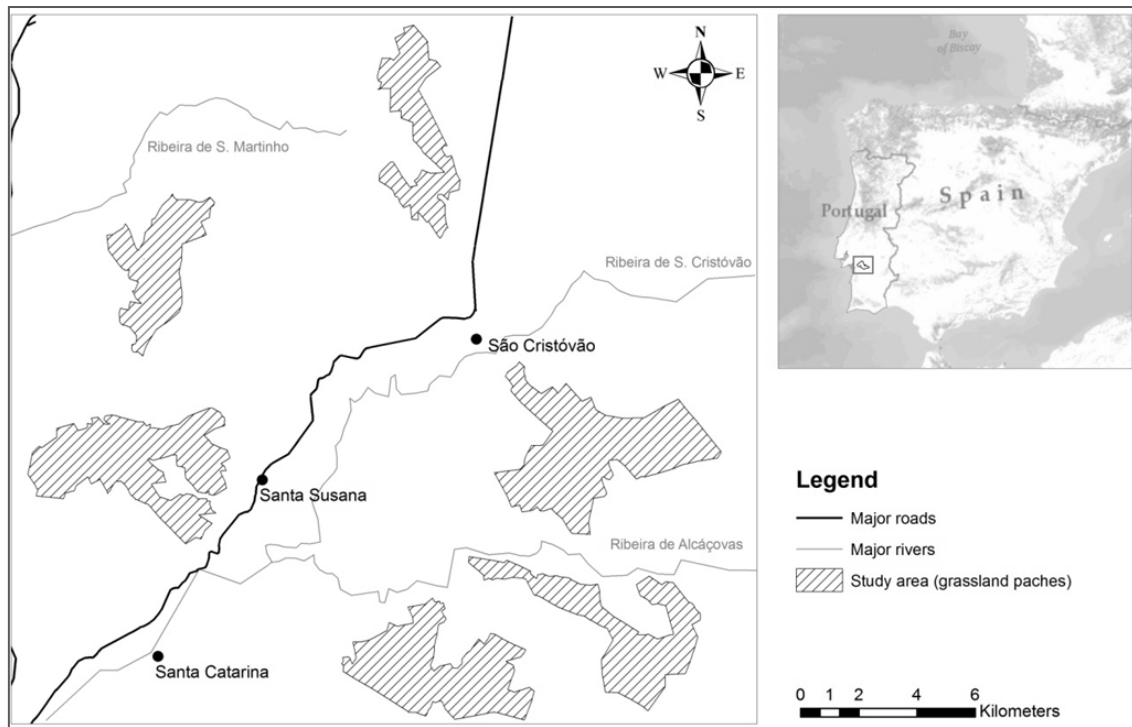 N
W E
S
Ribeira de S. Martinho
Ribeira de S. Cristóvão
São Cristóvão
Santa Susana
Ribeira de Alcáçovas
Santa Catarina
Bay
of Biscay
Spain
Portugal
Legend
Major roads
Major rivers
Study area (grassland paches)
0 1 2 4 6
Kilometers